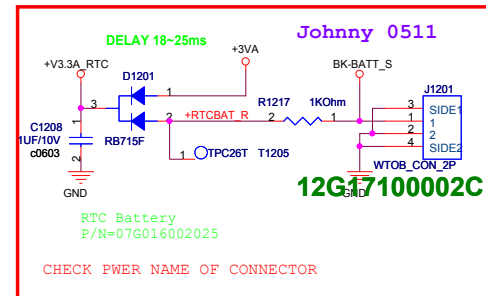 Johnny 0511
DELAY 18~25ms
+3VA
+V3.3A_RTC
BK-BATT_S
D1201
J1201
1
3
2
+RTCBAT_R
R1217
1KOhm
2
1
3
1
2
4
SIDE1
1
2
SIDE2
1
C1208
1UF/10V
c0603
2
RB715F
1
TPC26T
T1205
WTOB_CON_2P
GND
GND
12G17100002C
RTC Battery
P/N=07G016002025
CHECK PWER NAME OF CONNECTOR